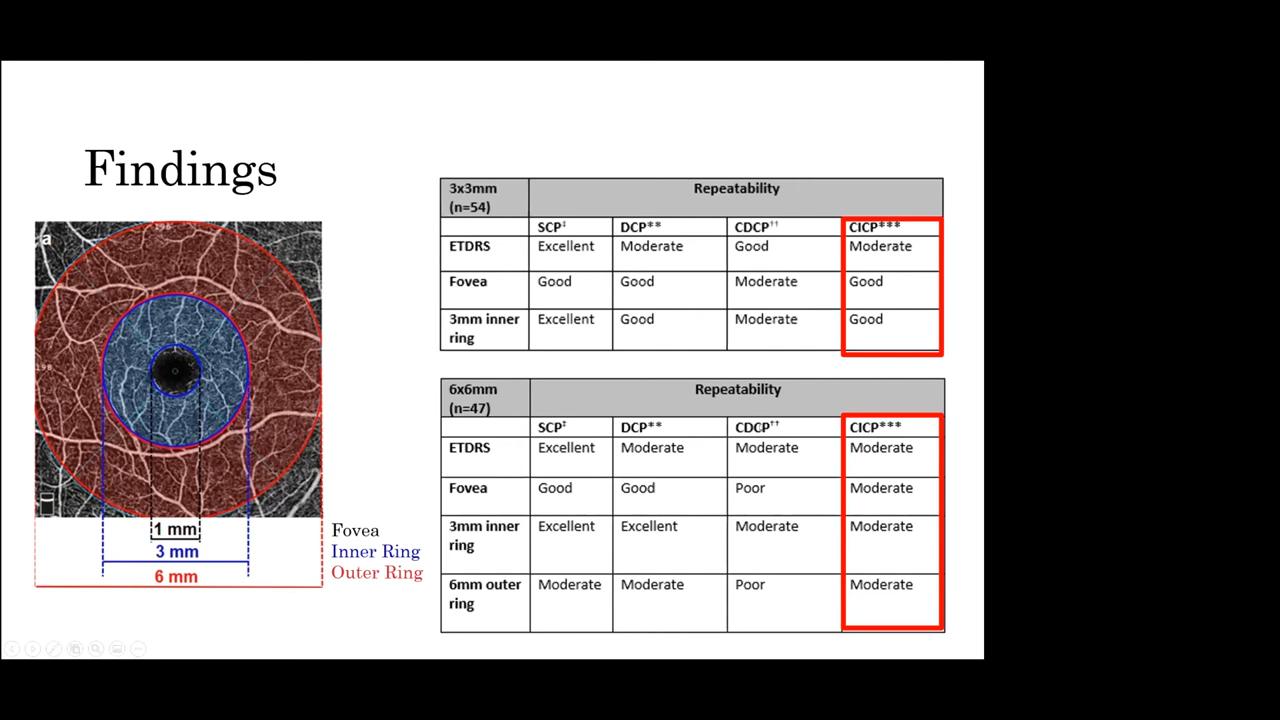 Findings
a
196
198
1 mm
3 mm
6 mm
Fovea
Inner Ring
Outer Ring
3x3mm (n=54) Repeatability
SCP‡ DCP** CDCP†† CICP***
ETDRS Excellent Moderate Good Moderate
Fovea Good Good Moderate Good
3mm inner ring Excellent Good Moderate Good
6x6mm (n=47) Repeatability
SCP‡ DCP** CDCP†† CICP***
ETDRS Excellent Moderate Moderate Moderate
Fovea Good Good Poor Moderate
3mm inner ring Excellent Excellent Moderate Moderate
6mm outer ring Moderate Moderate Poor Moderate